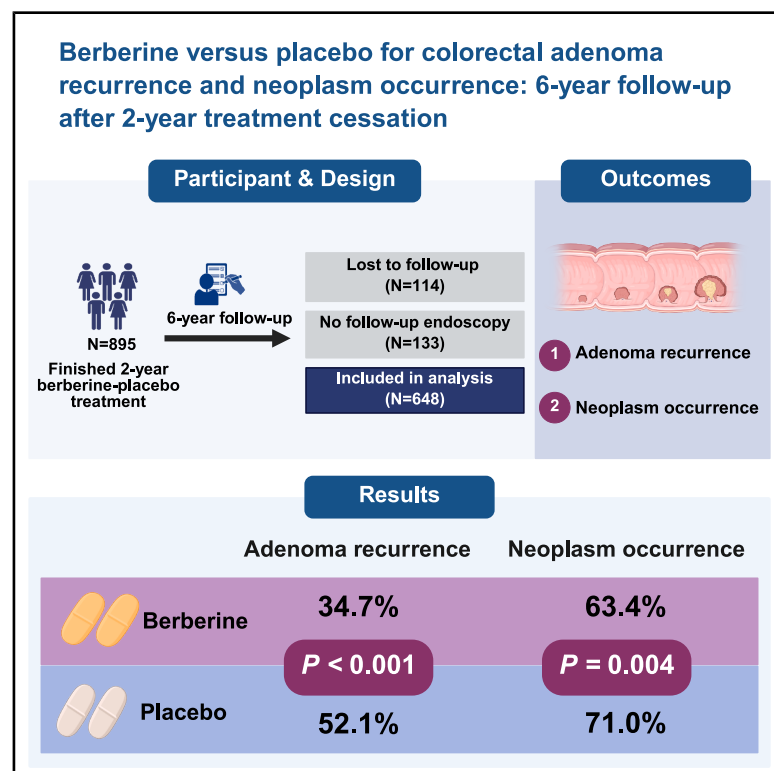 Berberine versus placebo for colorectal adenoma
recurrence and neoplasm occurrence: 6-year follow-up
after 2-year treatment cessation
Participant & Design
Outcomes
N=895
Finished 2-year
berberine-placebo
treatment
6-year follow-up
Lost to follow-up
(N=114)
No follow-up endoscopy
(N=133)
Included in analysis
(N=648)
1 Adenoma recurrence
2 Neoplasm occurrence
Results
Adenoma recurrence Neoplasm occurrence
Berberine 34.7% 63.4%
P < 0.001 P = 0.004
Placebo 52.1% 71.0%